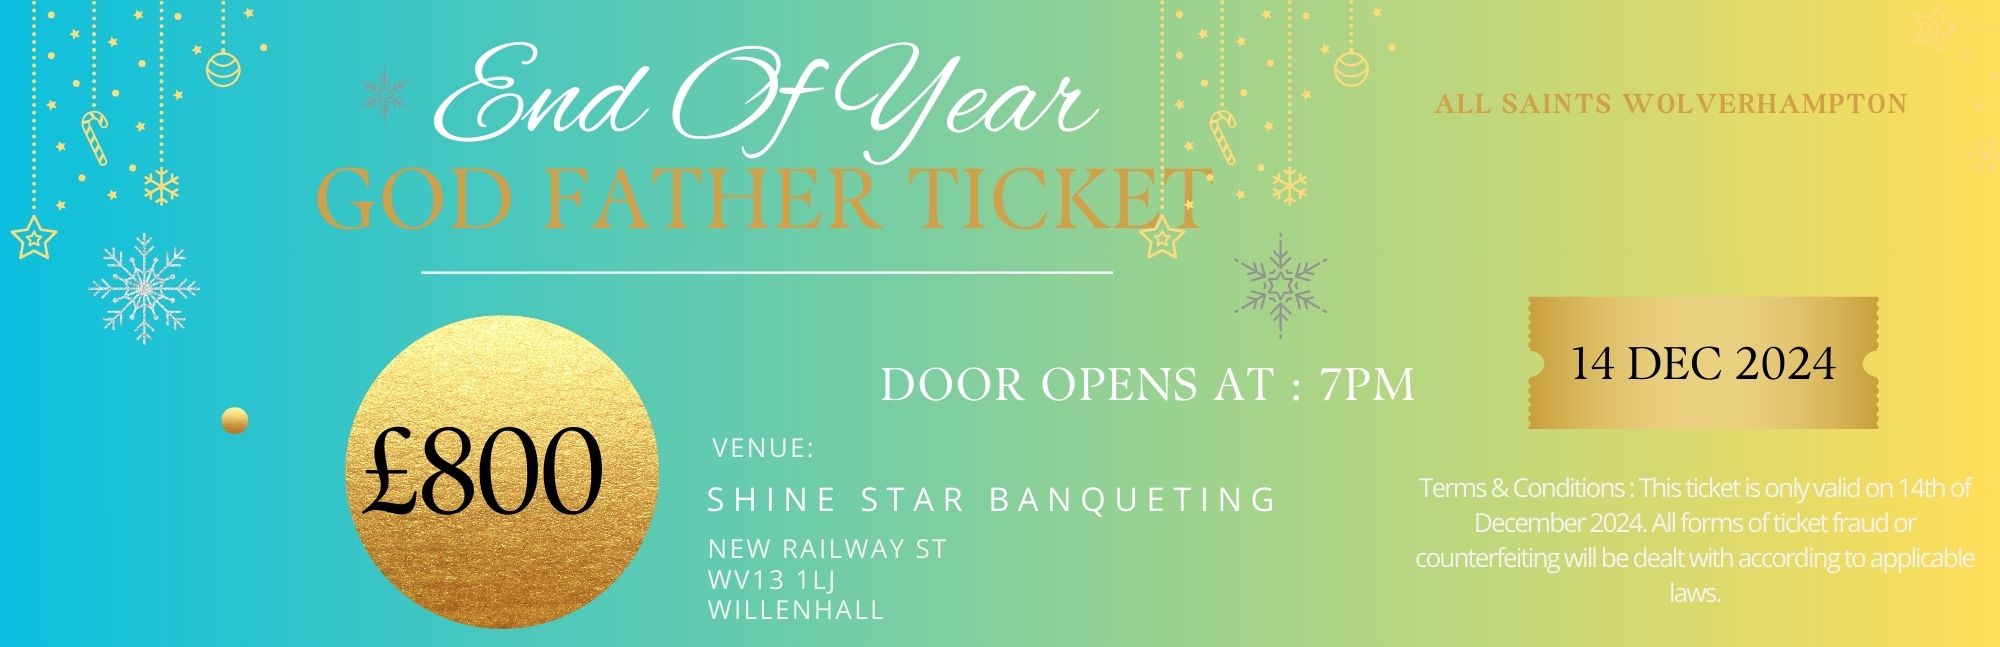 End Of Year
GOD FATHER TICKET
ALL SAINTS WOLVERHAMPTON
14 DEC 2024
DOOR OPENS AT : 7PM
£800
VENUE:
SHINE STAR BANQUETING
NEW RAILWAY ST
WV13 1LJ
WILLENHALL
Terms & Conditions : This ticket is only valid on 14th of
December 2024. All forms of ticket fraud or
counterfeiting will be dealt with according to applicable
laws.